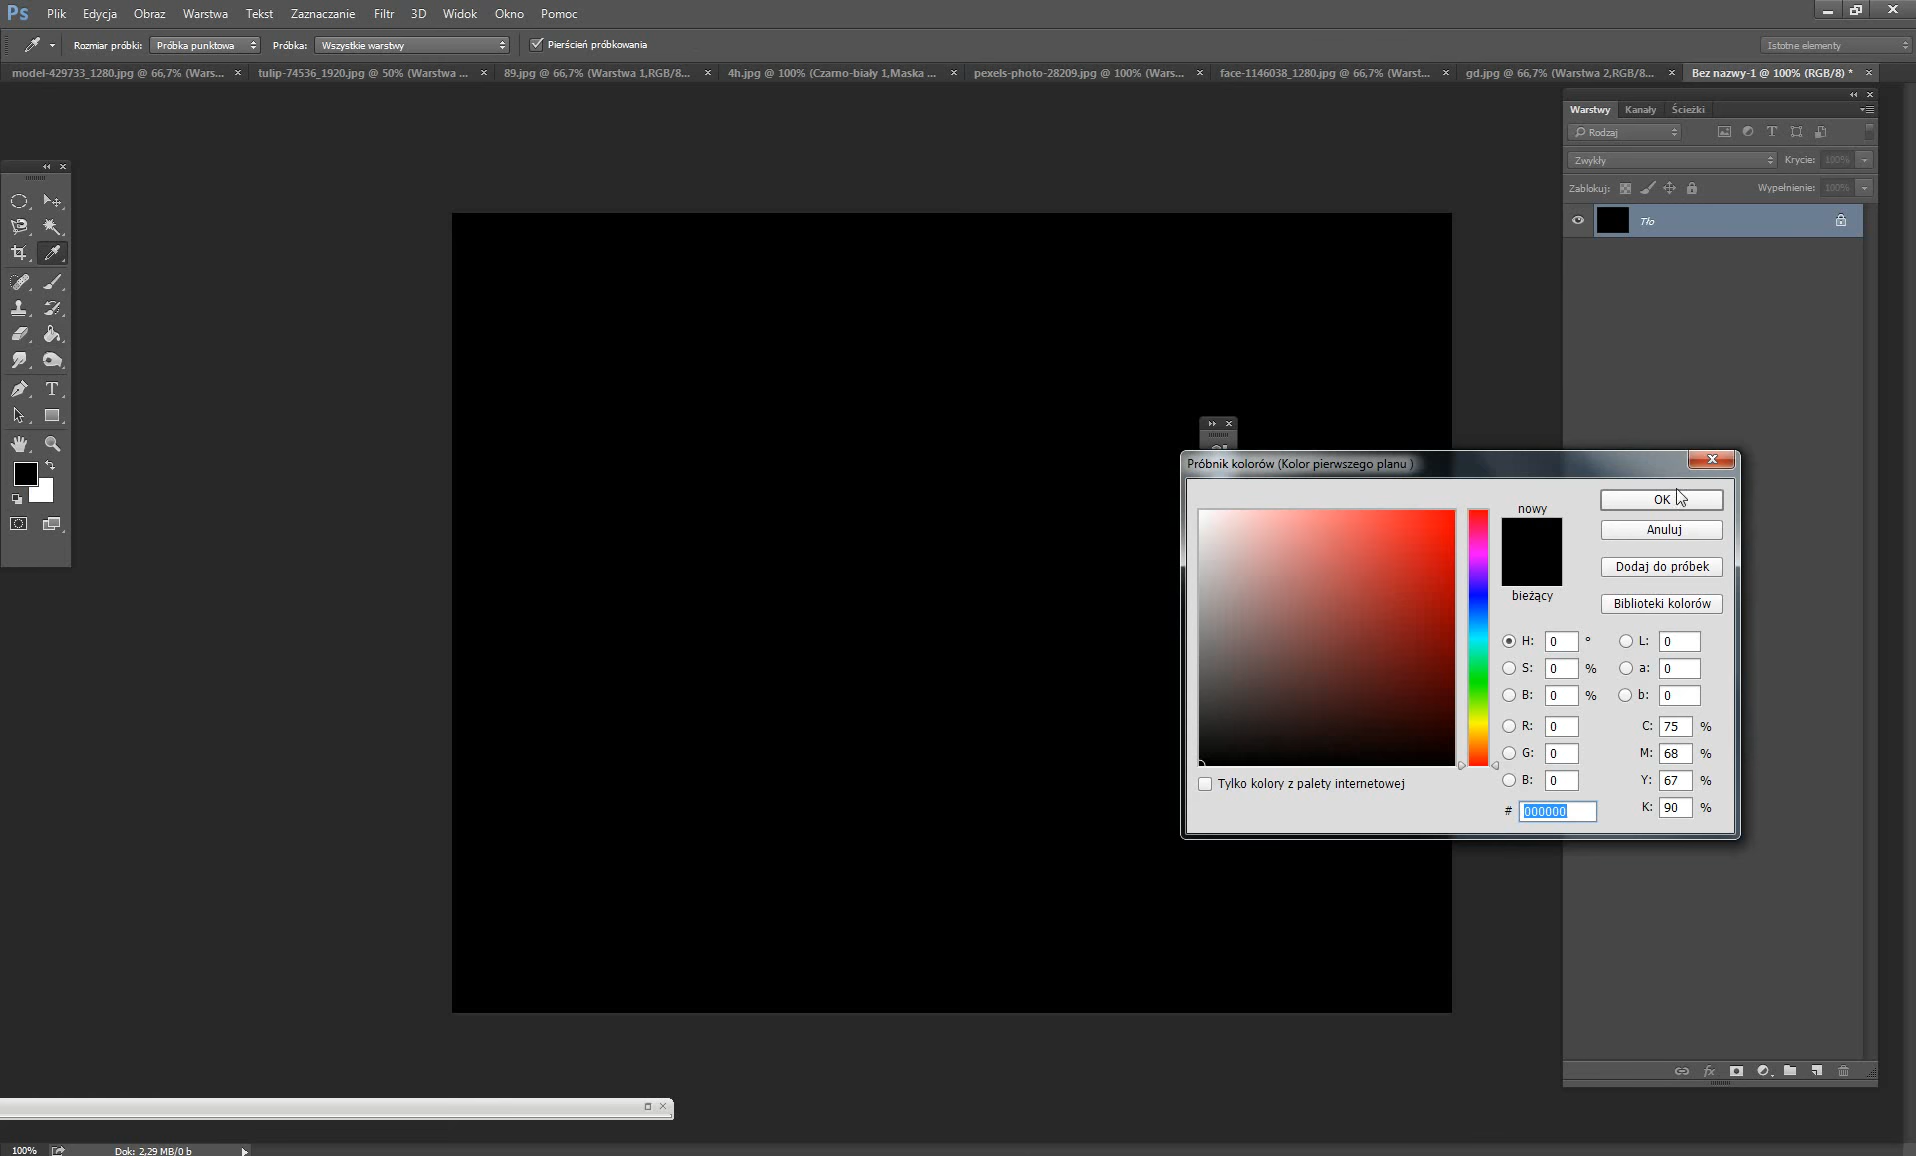 Ps Plik Edycja Obraz Warstwa Tekst Zaznaczanie Filtr 3D Widok Okno Pomoc
Rozmiar próbki: Próbka punktowa Próbka: Wszystkie warstwy Pierścień próbkowania Istotne elementy
model-429733_1280.jpg @ 66,7% (Wars... tulip-74536_1920.jpg @ 50% (Warstwa ... 89.jpg @ 66,7% (Warstwa 1,RGB/8... 4h.jpg @ 100% (Czarno-biały 1,Maska ... pexels-photo-28209.jpg @ 100% (Wars... face-1146038_1280.jpg @ 66,7% (Warst... gd.jpg @ 66,7% (Warstwa 2,RGB/8... Bez nazwy-1 @ 100% (RGB/8) *
Warstwy Kanały Ścieżki
Rodzaj
Zwykły Krycie: 100%
Zablokuj: Wypełnienie: 100%
Tło
Próbnik kolorów (Kolor pierwszego planu )
OK
nowy
Anuluj
Dodaj do próbek
bieżący
Biblioteki kolorów
H: 0 ° L: 0
S: 0 % a: 0
B: 0 % b: 0
R: 0 C: 75 %
G: 0 M: 68 %
B: 0 Y: 67 %
Tylko kolory z palety internetowej
# 000000 K: 90 %
fx
100% Dok: 2,29 MB/0 b